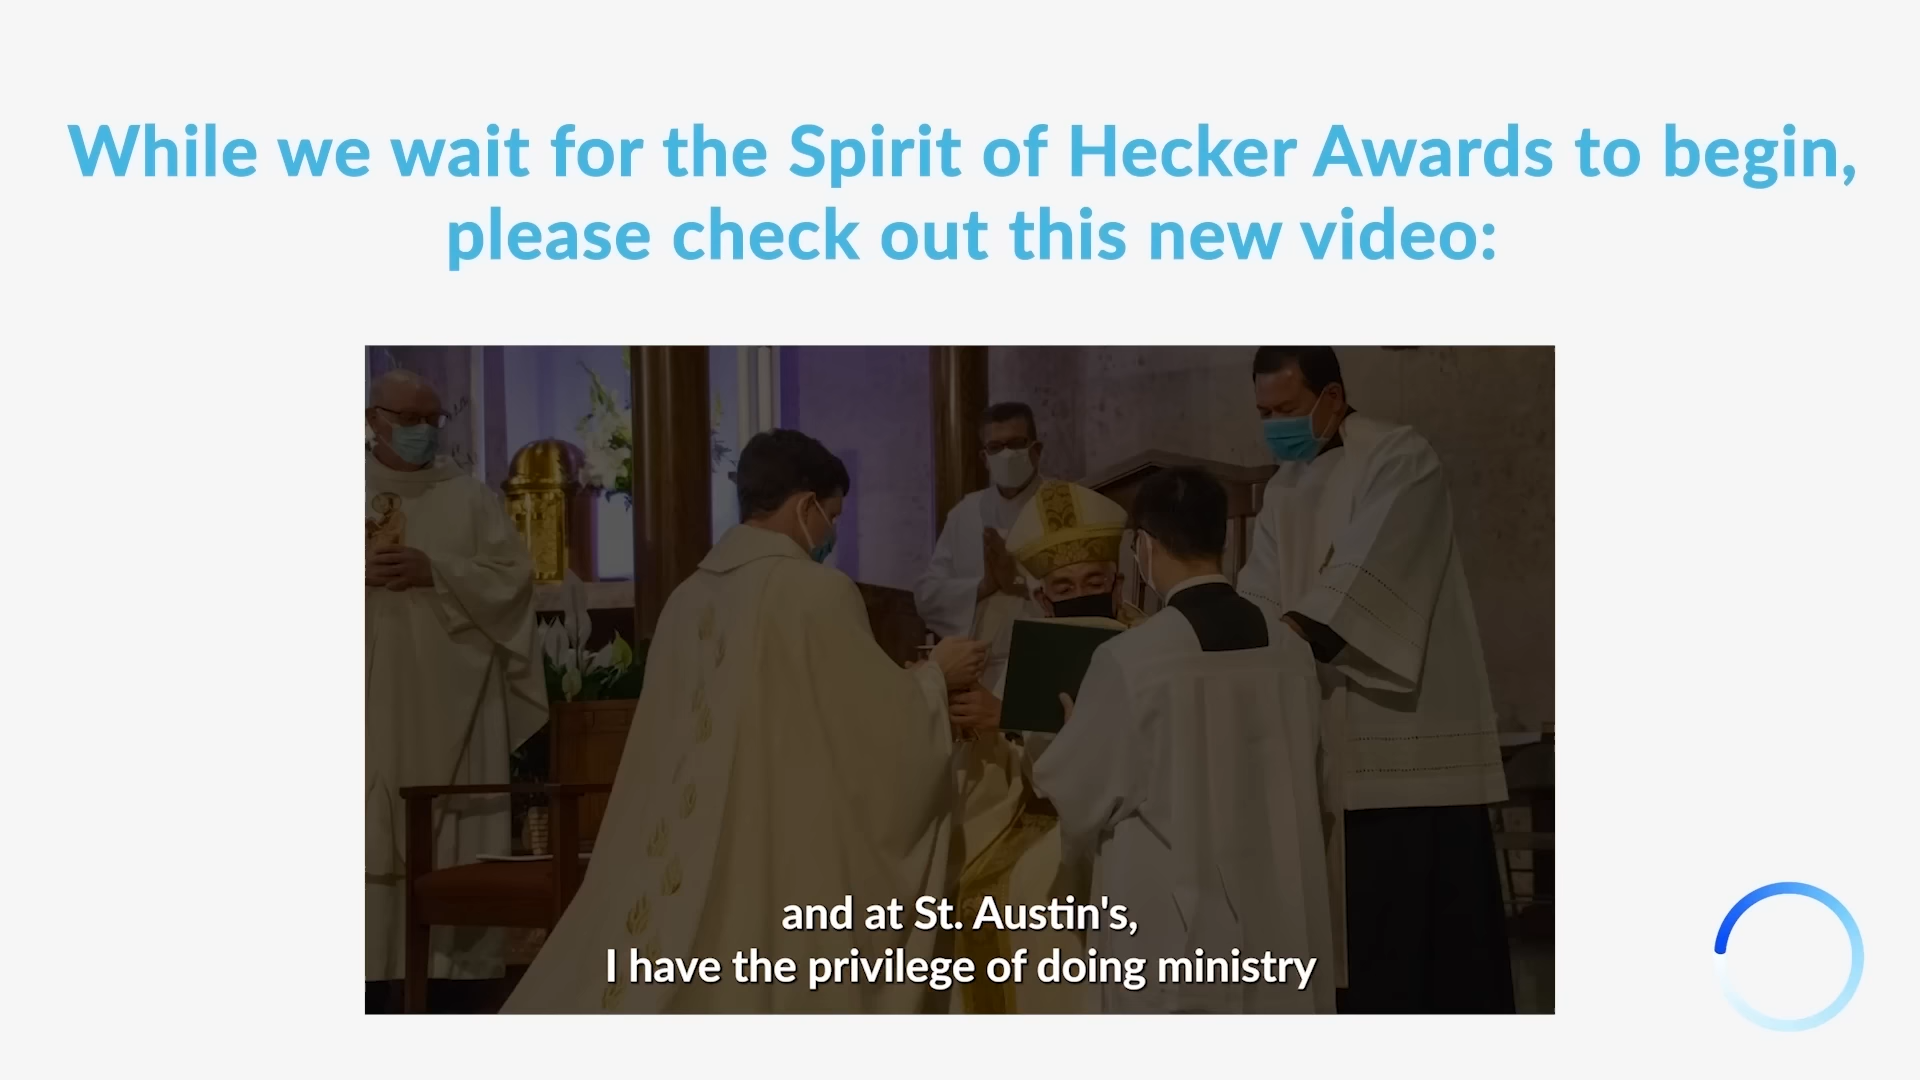 While we wait for the Spirit of Hecker Awards to begin,
please check out this new video:
and at St. Austin's,
I have the privilege of doing ministry